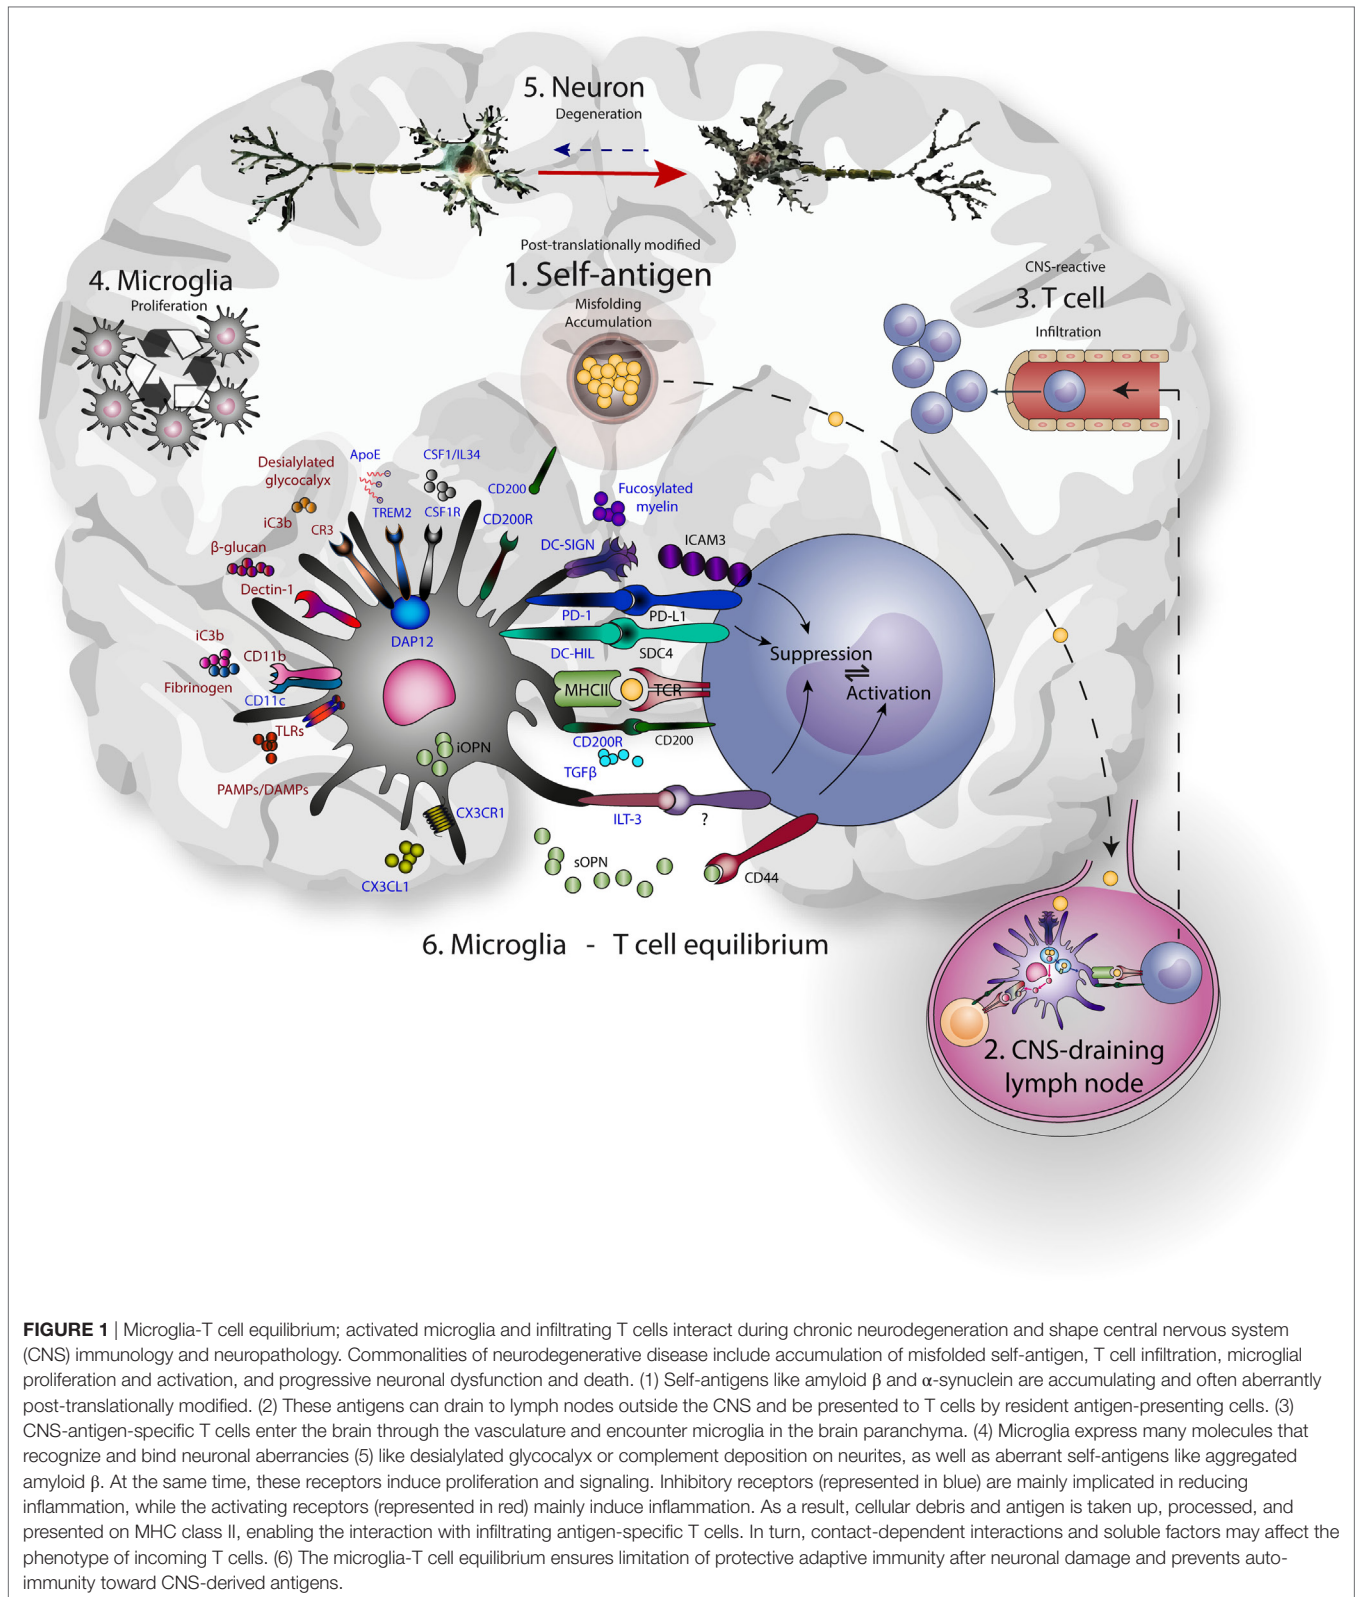 5. Neuron
Degeneration
Post-translationally modified
1. Self-antigen
Misfolding
Accumulation
4. Microglia
Proliferation
CNS-reactive
3. T cell
Infiltration
Desialylated
glycocalyx
ApoE
CSF1/IL34
CD200
Fucosylated
myelin
iC3b
CR3
TREM2
CSF1R
CD200R
β-glucan
DC-SIGN
ICAM3
Dectin-1
DAP12
PD-1
PD-L1
iC3b
CD11b
DC-HIL
SDC4
Suppression
⇌
Activation
Fibrinogen
CD11c
MHCII
TCR
TLRs
iOPN
CD200R
CD200
TGFβ
PAMPs/DAMPs
CX3CR1
ILT-3
?
CX3CL1
sOPN
CD44
6. Microglia - T cell equilibrium
2. CNS-draining
lymph node
FIGURE 1 | Microglia-T cell equilibrium; activated microglia and infiltrating T cells interact during chronic neurodegeneration and shape central nervous system
(CNS) immunology and neuropathology. Commonalities of neurodegenerative disease include accumulation of misfolded self-antigen, T cell infiltration, microglial
proliferation and activation, and progressive neuronal dysfunction and death. (1) Self-antigens like amyloid β and α-synuclein are accumulating and often aberrantly
post-translationally modified. (2) These antigens can drain to lymph nodes outside the CNS and be presented to T cells by resident antigen-presenting cells. (3)
CNS-antigen-specific T cells enter the brain through the vasculature and encounter microglia in the brain parenchyma. (4) Microglia express many molecules that
recognize and bind neuronal aberrancies (5) like desialylated glycocalyx or complement deposition on neurites, as well as aberrant self-antigens like aggregated
amyloid β. At the same time, these receptors induce proliferation and signaling. Inhibitory receptors (represented in blue) are mainly implicated in reducing
inflammation, while the activating receptors (represented in red) mainly induce inflammation. As a result, cellular debris and antigen is taken up, processed, and
presented on MHC class II, enabling the interaction with infiltrating antigen-specific T cells. In turn, contact-dependent interactions and soluble factors may affect the
phenotype of incoming T cells. (6) The microglia-T cell equilibrium ensures limitation of protective adaptive immunity after neuronal damage and prevents auto-
immunity toward CNS-derived antigens.